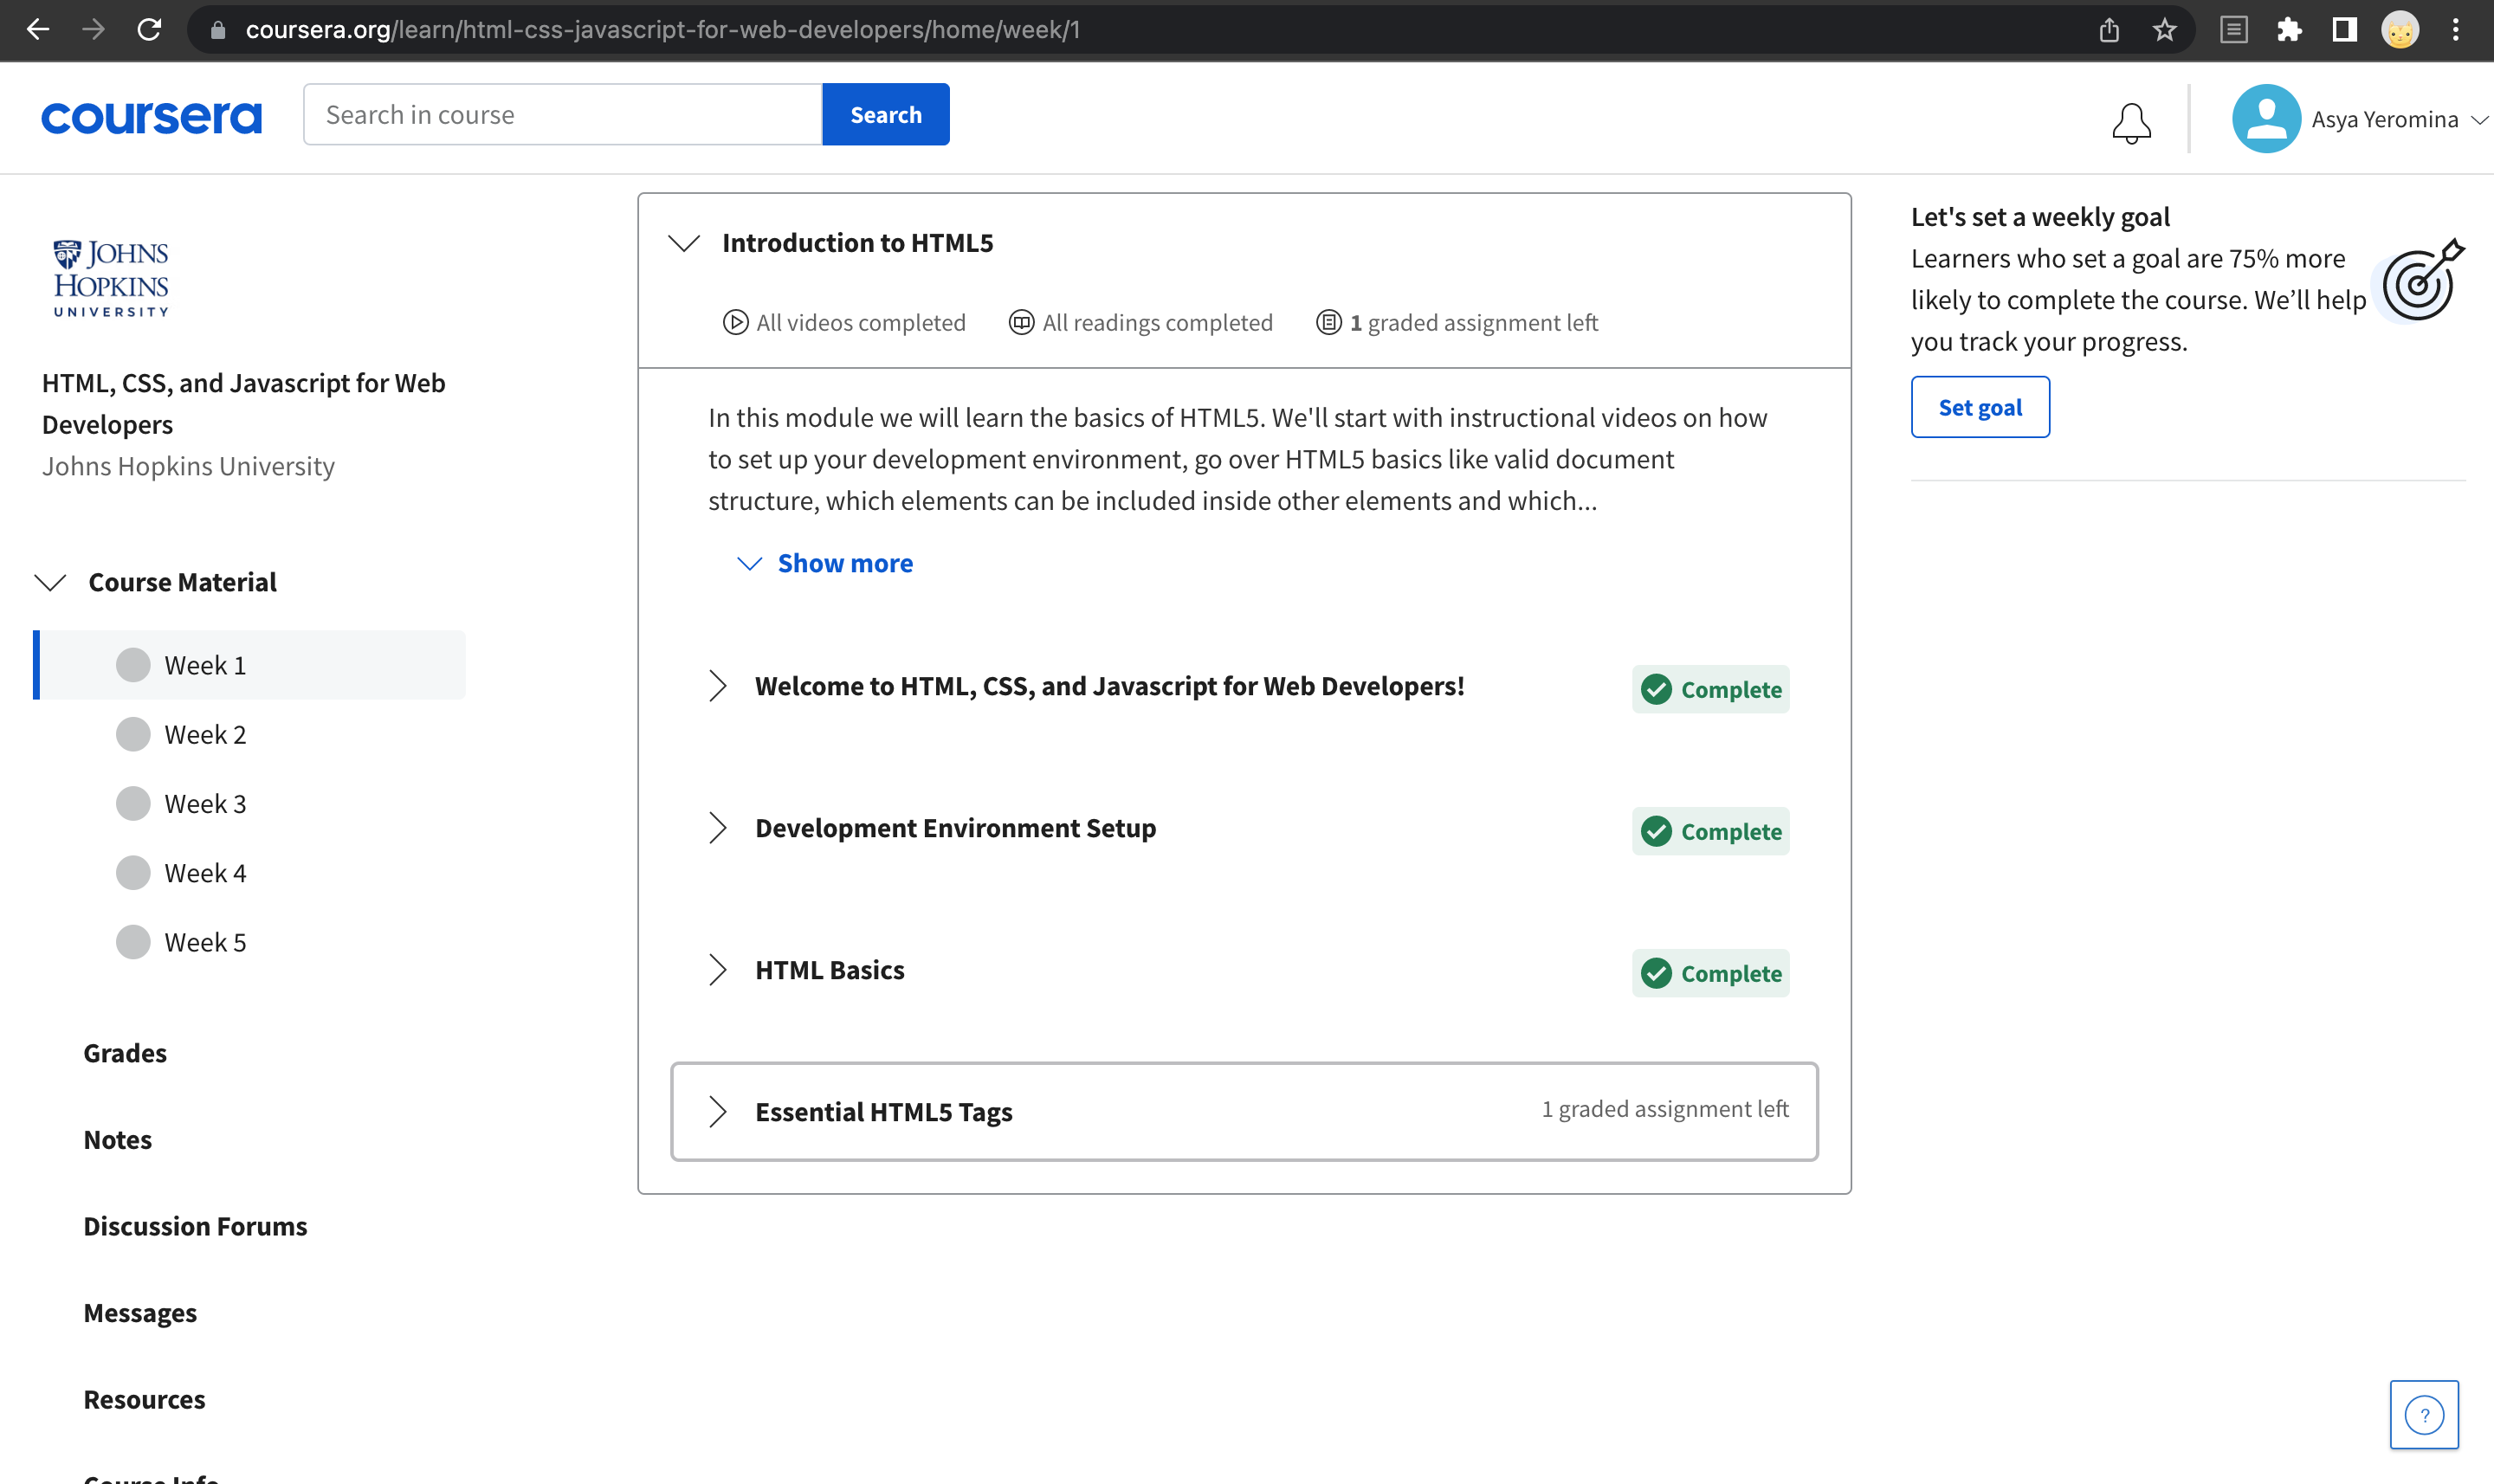 coursera.org/learn/html-css-javascript-for-web-developers/home/week/1
coursera
Search in course
Search
Asya Yeromina
JOHNS
HOPKINS
UNIVERSITY
HTML, CSS, and Javascript for Web
Developers
Johns Hopkins University
Course Material
Week 1
Week 2
Week 3
Week 4
Week 5
Grades
Notes
Discussion Forums
Messages
Resources
Course Info
Introduction to HTML5
All videos completed
All readings completed
1 graded assignment left
In this module we will learn the basics of HTML5. We'll start with instructional videos on how
to set up your development environment, go over HTML5 basics like valid document
structure, which elements can be included inside other elements and which...
Show more
Welcome to HTML, CSS, and Javascript for Web Developers!
Complete
Development Environment Setup
Complete
HTML Basics
Complete
Essential HTML5 Tags
1 graded assignment left
Let's set a weekly goal
Learners who set a goal are 75% more
likely to complete the course. We’ll help
you track your progress.
Set goal
?